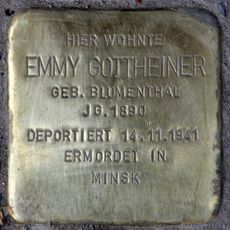 HIER WOHNTE
EMMY GOTTHEINER
GEB. BLUMENTHAL
JG. 1890
DEPORTIERT 14.11.1941
ERMORDET IN
MINSK